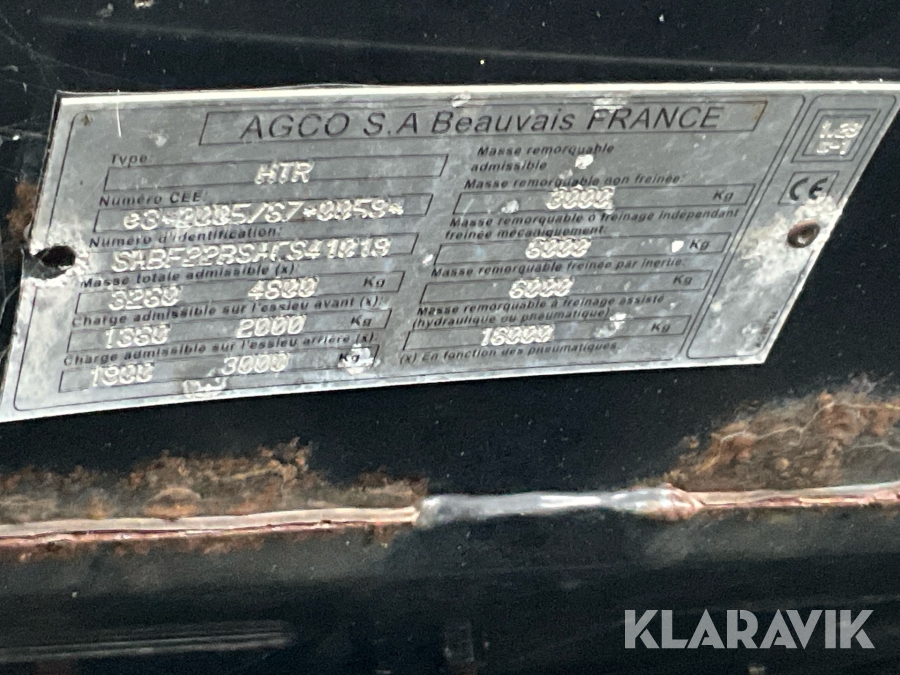 AGCO S.A Beauvais FRANCE
Type:
HTR
Numéro CEE:
Numéro d'identification:
Masse totale admissible (x):
4800 Kg
Charge admissible sur l'essieu avant (x):
2000 Kg
Charge admissible sur l'essieu arrière (x):
1900 3000 Kg
Masse remorquable
admissible
Masse remorquable non freinée:
3000 Kg
Masse remorquable à freinage indépendant
freinée mécaniquement:
6000 Kg
Masse remorquable freinée par inertie:
6000 Kg
Masse remorquable à freinage assisté
(hydraulique ou pneumatique)
Kg
(x) En fonction des pneumatiques.
CE
KLARAVIK